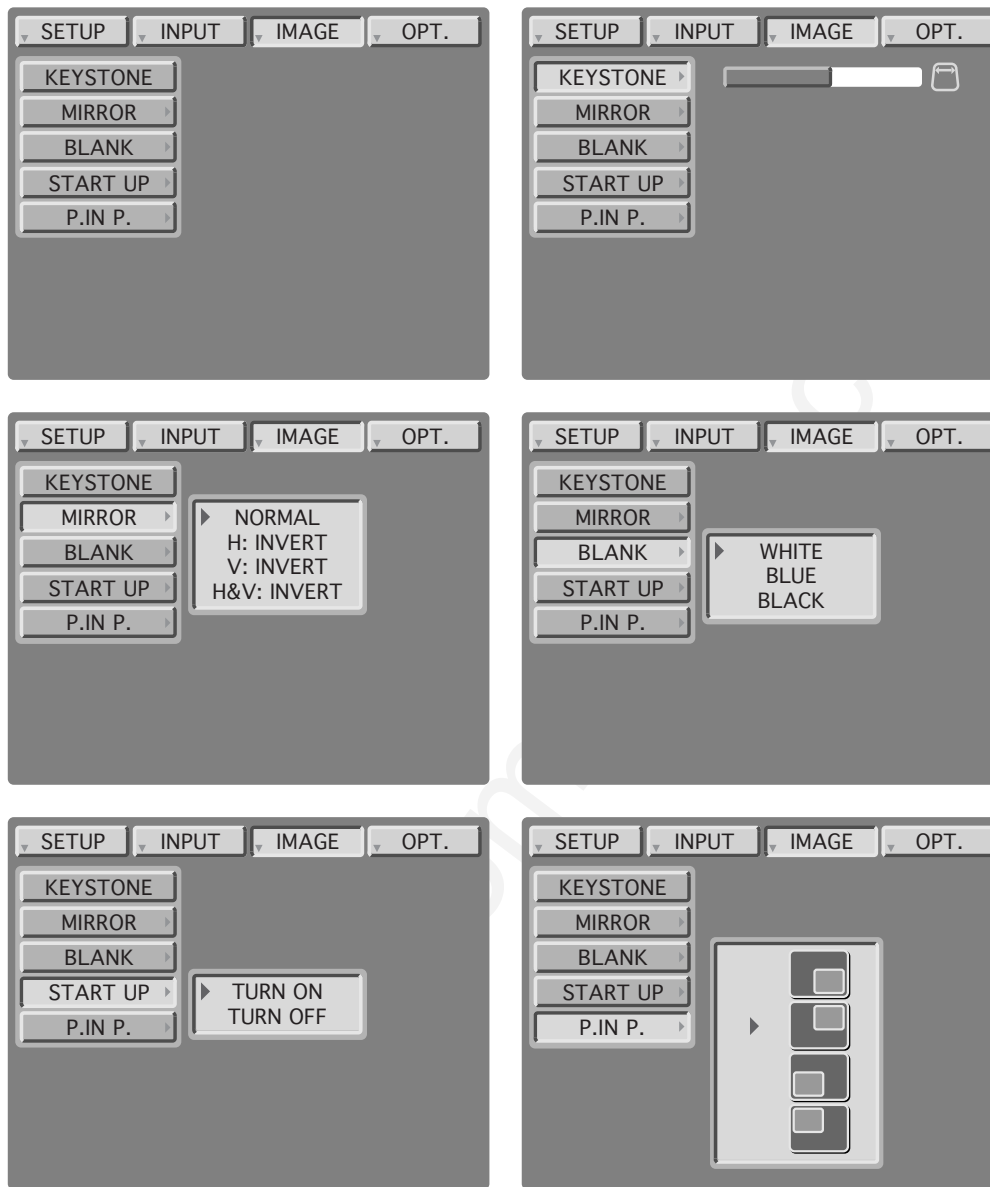 SETUP INPUT IMAGE OPT.
KEYSTONE
MIRROR
BLANK
START UP
P.IN P.
SETUP INPUT IMAGE OPT.
KEYSTONE
MIRROR
BLANK
START UP
P.IN P.
SETUP INPUT IMAGE OPT.
KEYSTONE
MIRROR
BLANK
START UP
P.IN P.
NORMAL
H: INVERT
V: INVERT
H&V: INVERT
SETUP INPUT IMAGE OPT.
KEYSTONE
MIRROR
BLANK
START UP
P.IN P.
WHITE
BLUE
BLACK
SETUP INPUT IMAGE OPT.
KEYSTONE
MIRROR
BLANK
START UP
P.IN P.
TURN ON
TURN OFF
SETUP INPUT IMAGE OPT.
KEYSTONE
MIRROR
BLANK
START UP
P.IN P.